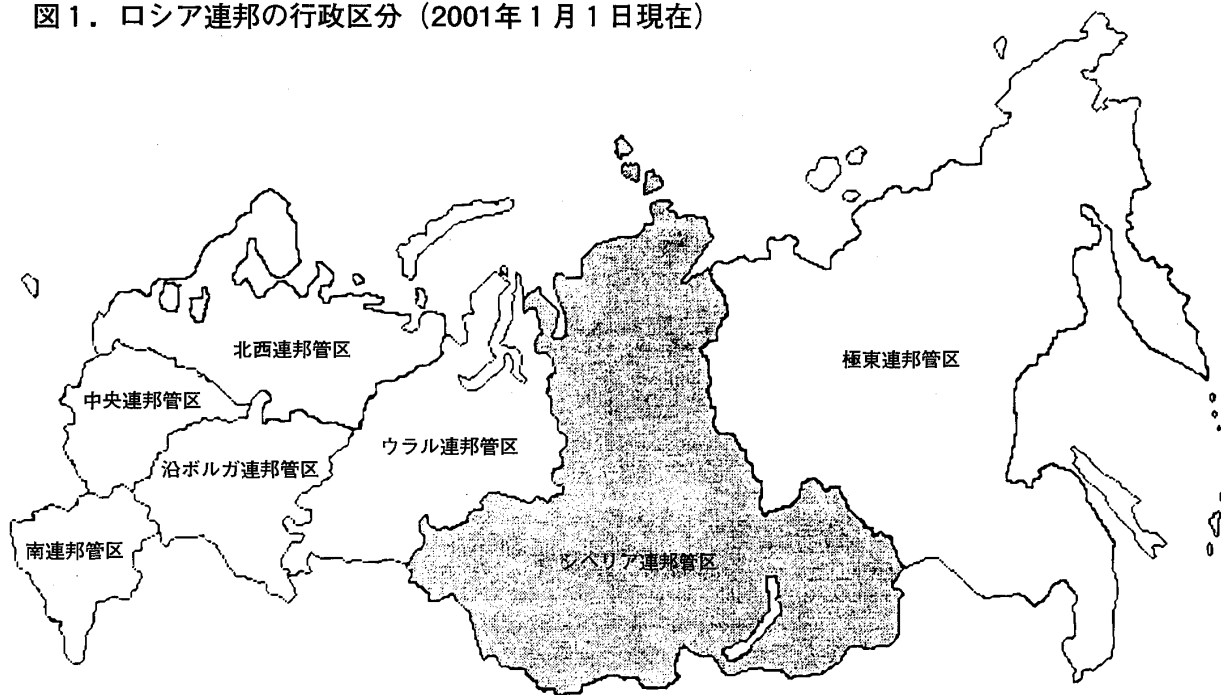 図1．ロシア連邦の行政区分（2001年1月1日現在）
北西連邦管区
極東連邦管区
中央連邦管区
ウラル連邦管区
沿ボルガ連邦管区
南連邦管区
シベリア連邦管区